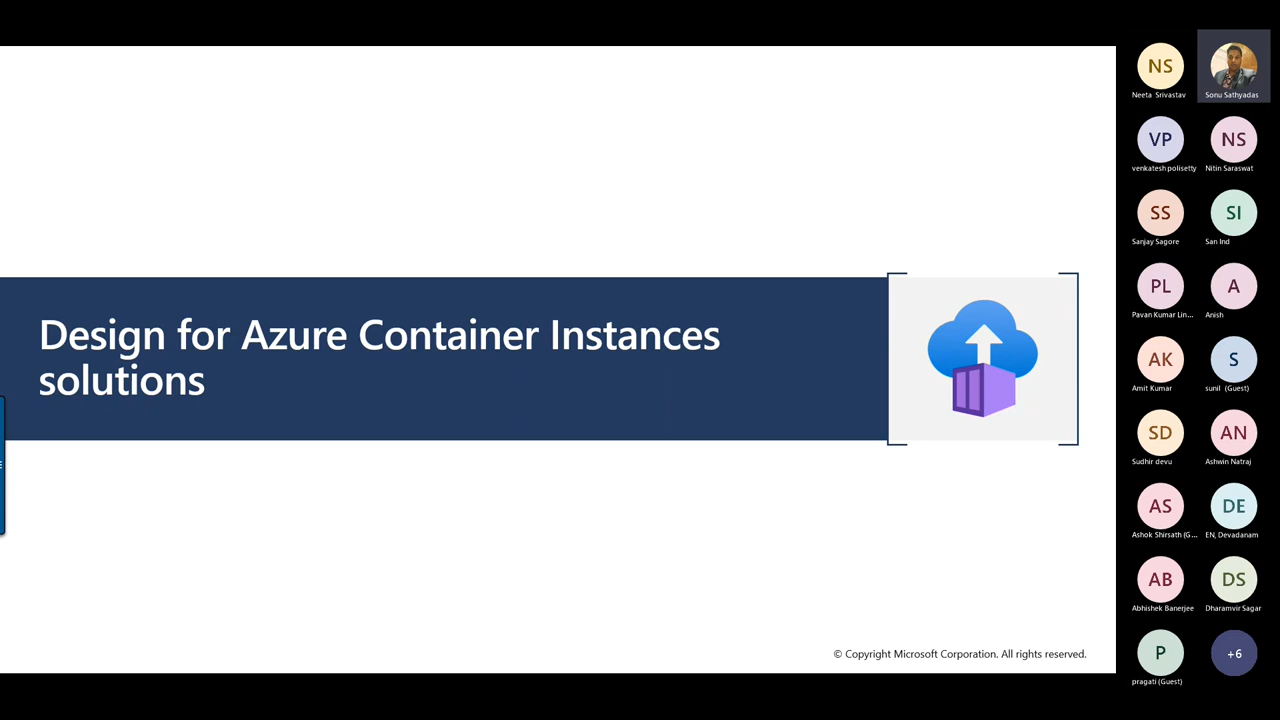 Design for Azure Container Instances
solutions
© Copyright Microsoft Corporation. All rights reserved.
NS
Neeta Srivastav
Sonu Sathyadas
VP
venkatesh polisetty
NS
Nitin Saraswat
SS
Sanjay Sagore
SI
San Ind
PL
Pavan Kumar Lin...
A
Anish
AK
Amit Kumar
S
sunil (Guest)
SD
Sudhir devu
AN
Ashwin Natraj
AS
Ashok Shirsath (G...
DE
EN, Devadanam
AB
Abhishek Banerjee
DS
Dharamvir Sagar
P
pragati (Guest)
+6